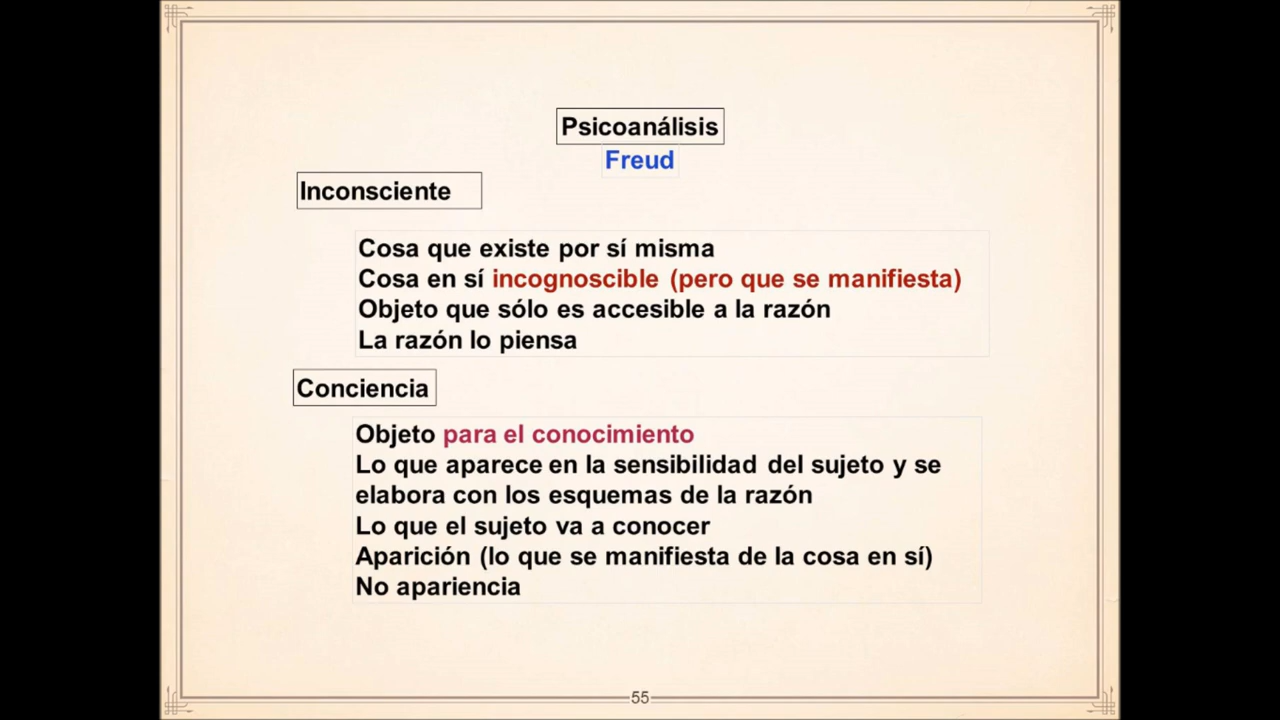 Psicoanálisis
Freud
Inconsciente
Cosa que existe por sí misma
Cosa en sí incognoscible (pero que se manifiesta)
Objeto que sólo es accesible a la razón
La razón lo piensa
Conciencia
Objeto para el conocimiento
Lo que aparece en la sensibilidad del sujeto y se
elabora con los esquemas de la razón
Lo que el sujeto va a conocer
Aparición (lo que se manifiesta de la cosa en sí)
No apariencia
55